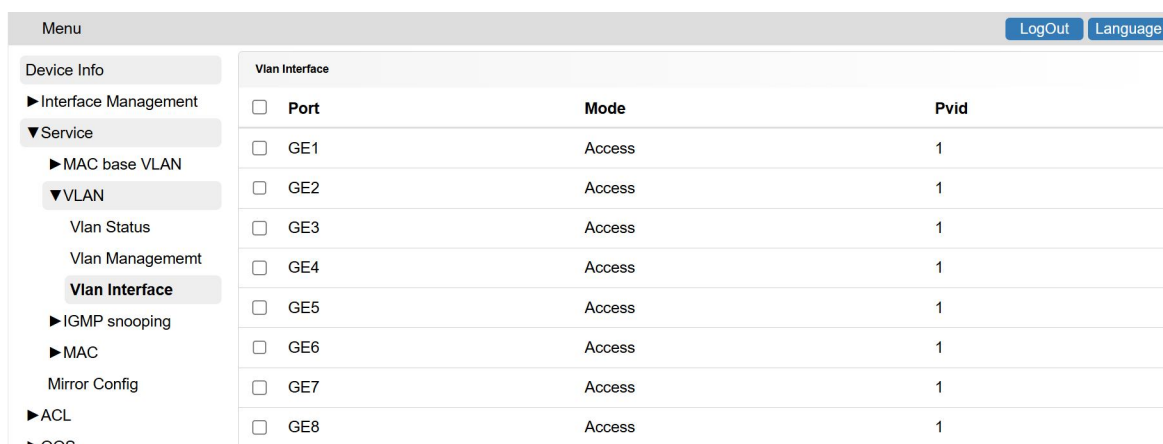 Menu
LogOut Language
Device Info
▶Interface Management
▼Service
▶MAC base VLAN
▼VLAN
Vlan Status
Vlan Managememt
Vlan Interface
▶IGMP snooping
▶MAC
Mirror Config
▶ACL
Vlan Interface
Port Mode Pvid
GE1 Access 1
GE2 Access 1
GE3 Access 1
GE4 Access 1
GE5 Access 1
GE6 Access 1
GE7 Access 1
GE8 Access 1